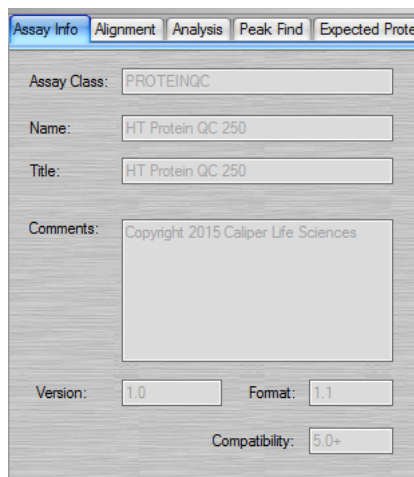 Assay Info Alignment Analysis Peak Find Expected Prote
Assay Class: PROTEINQC
Name: HT Protein QC 250
Title: HT Protein QC 250
Comments: Copyright 2015 Caliper Life Sciences
Version: 1.0 Format: 1.1
Compatibility: 5.0+